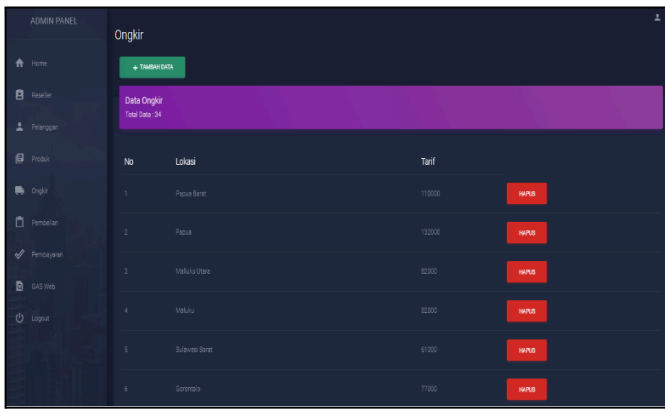 ADMIN PANEL
Home
Reseller
Pelanggan
Produk
Ongkir
Pembelian
Pembayaran
GAS Web
Logout
Ongkir
+ TAMBAH DATA
Data Ongkir
Total Data : 34
No Lokasi Tarif
1 Papua Barat 110000 HAPUS
2 Papua 132000 HAPUS
3 Maluku Utara 82000 HAPUS
4 Maluku 82000 HAPUS
5 Sulawesi Barat 61000 HAPUS
6 Gorontalo 77000 HAPUS